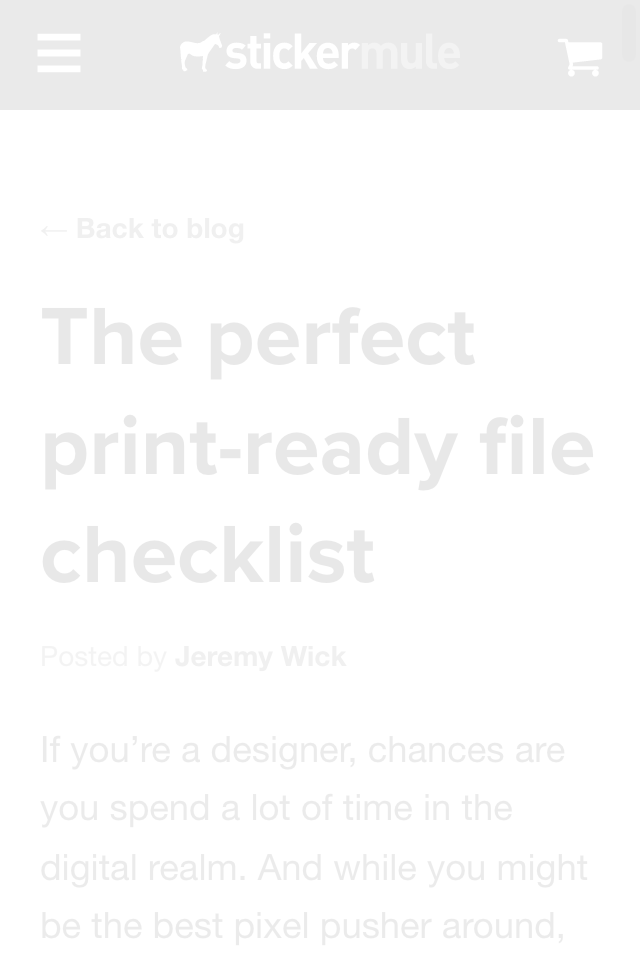 stickermule
← Back to blog
The perfect
print-ready file
checklist
Posted by Jeremy Wick
If you’re a designer, chances are
you spend a lot of time in the
digital realm. And while you might
be the best pixel pusher around,